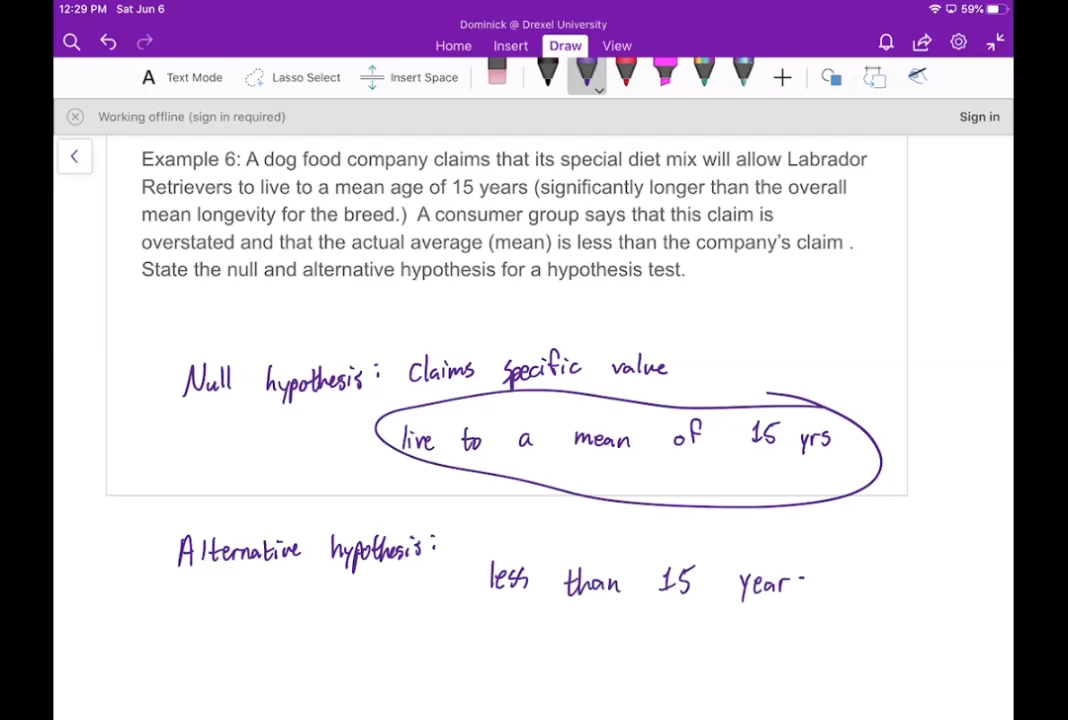 12:29 PM Sat Jun 6
59%
Dominick @ Drexel University
Home Insert Draw View
A Text Mode Lasso Select Insert Space
Working offline (sign in required) Sign in
Example 6: A dog food company claims that its special diet mix will allow Labrador
Retrievers to live to a mean age of 15 years (significantly longer than the overall
mean longevity for the breed.) A consumer group says that this claim is
overstated and that the actual average (mean) is less than the company's claim .
State the null and alternative hypothesis for a hypothesis test.
Null hypothesis: Claims specific value
live to a mean of 15 yrs
Alternative hypothesis:
less than 15 year